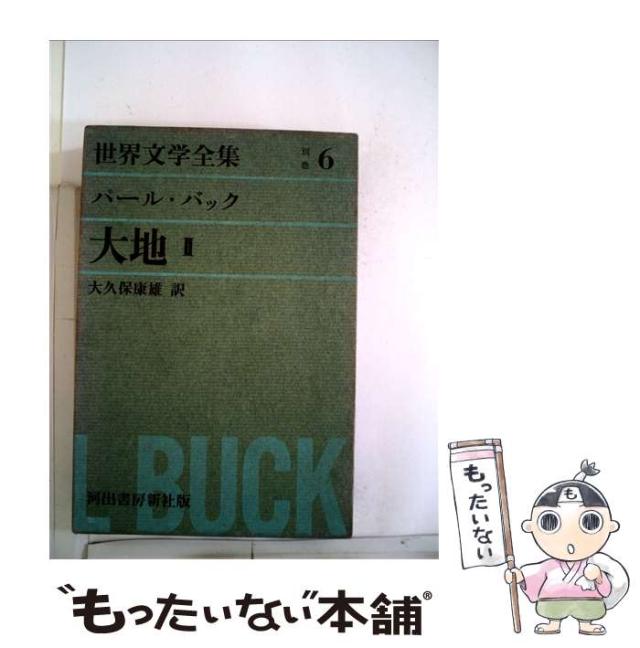 世界文学全集 別巻 6
パール・バック
大地 Ⅱ
大久保康雄 訳
L BUCK
河出書房新社版
もったいない
も
“もったいない”本舗®